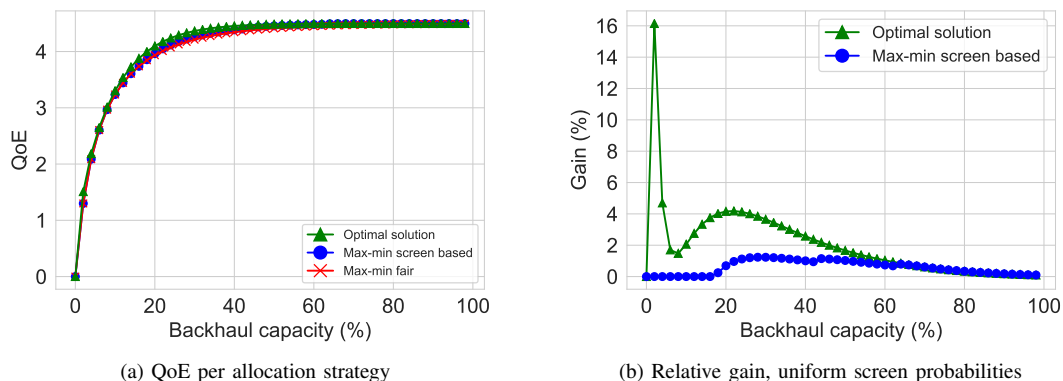 QoE
4
3
2
1
0
0
20
40
60
80
100
Backhaul capacity (%)
Optimal solution
Max-min screen based
Max-min fair
(a) QoE per allocation strategy
Gain (%)
16
14
12
10
8
6
4
2
0
0
20
40
60
80
100
Backhaul capacity (%)
Optimal solution
Max-min screen based
(b) Relative gain, uniform screen probabilities